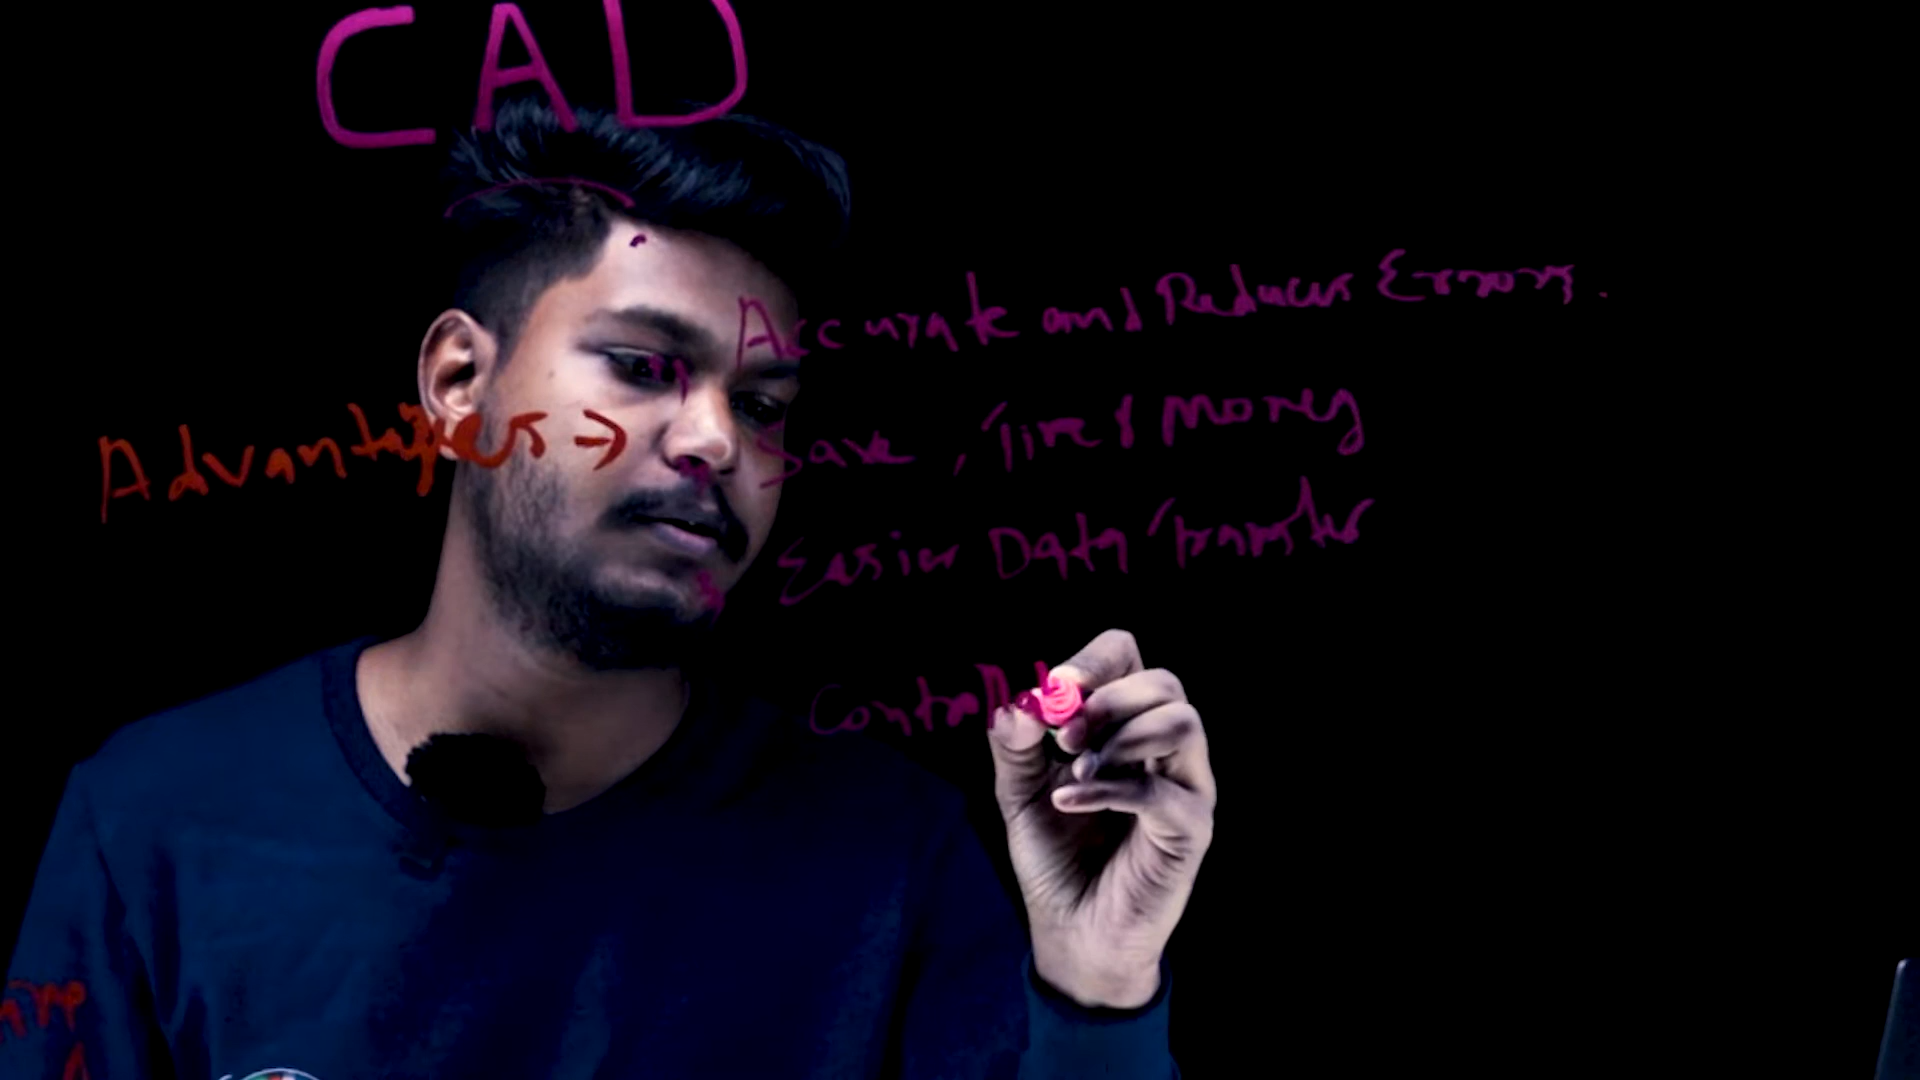 CAD
Accurate and Reduces Errors.
Advantages →
Save, Time & Money
Easier Data Transfer